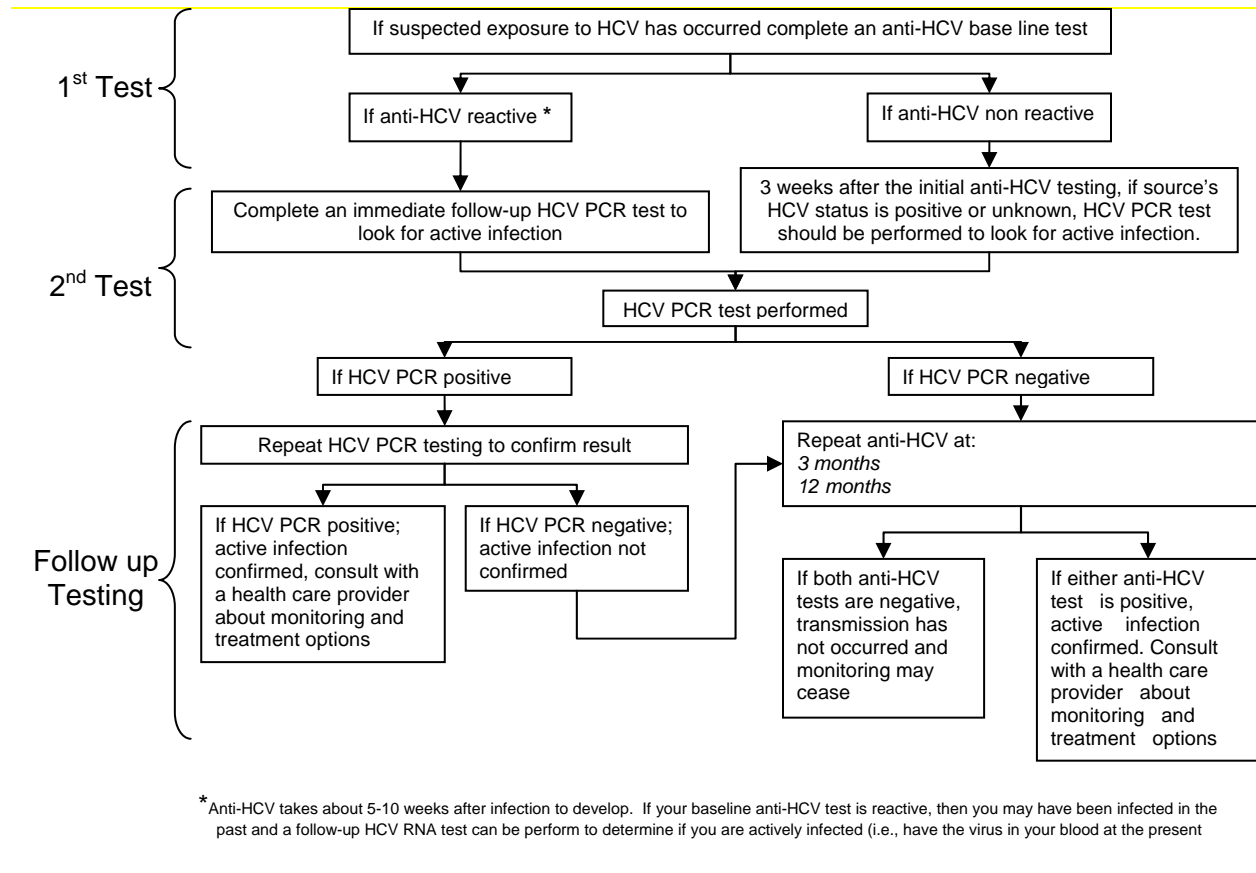 If suspected exposure to HCV has occurred complete an anti-HCV base line test
1st Test
If anti-HCV reactive *
If anti-HCV non reactive
Complete an immediate follow-up HCV PCR test to
look for active infection
3 weeks after the initial anti-HCV testing, if source's
HCV status is positive or unknown, HCV PCR test
should be performed to look for active infection.
2nd Test
HCV PCR test performed
If HCV PCR positive
If HCV PCR negative
Follow up
Testing
Repeat HCV PCR testing to confirm result
Repeat anti-HCV at:
3 months
12 months
If HCV PCR positive;
active infection
confirmed, consult with
a health care provider
about monitoring and
treatment options
If HCV PCR negative;
active infection not
confirmed
If both anti-HCV
tests are negative,
transmission has
not occurred and
monitoring may
cease
If either anti-HCV
test is positive,
active infection
confirmed. Consult
with a health care
provider about
monitoring and
treatment options
*Anti-HCV takes about 5-10 weeks after infection to develop. If your baseline anti-HCV test is reactive, then you may have been infected in the
past and a follow-up HCV RNA test can be perform to determine if you are actively infected (i.e., have the virus in your blood at the present